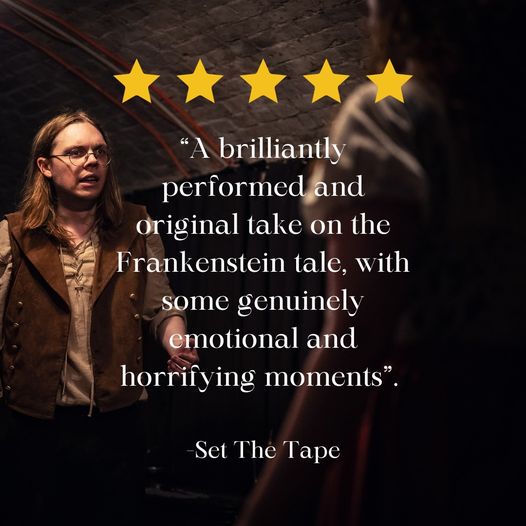 “A brilliantly
performed and
original take on the
Frankenstein tale, with
some genuinely
emotional and
horrifying moments”.
-Set The Tape